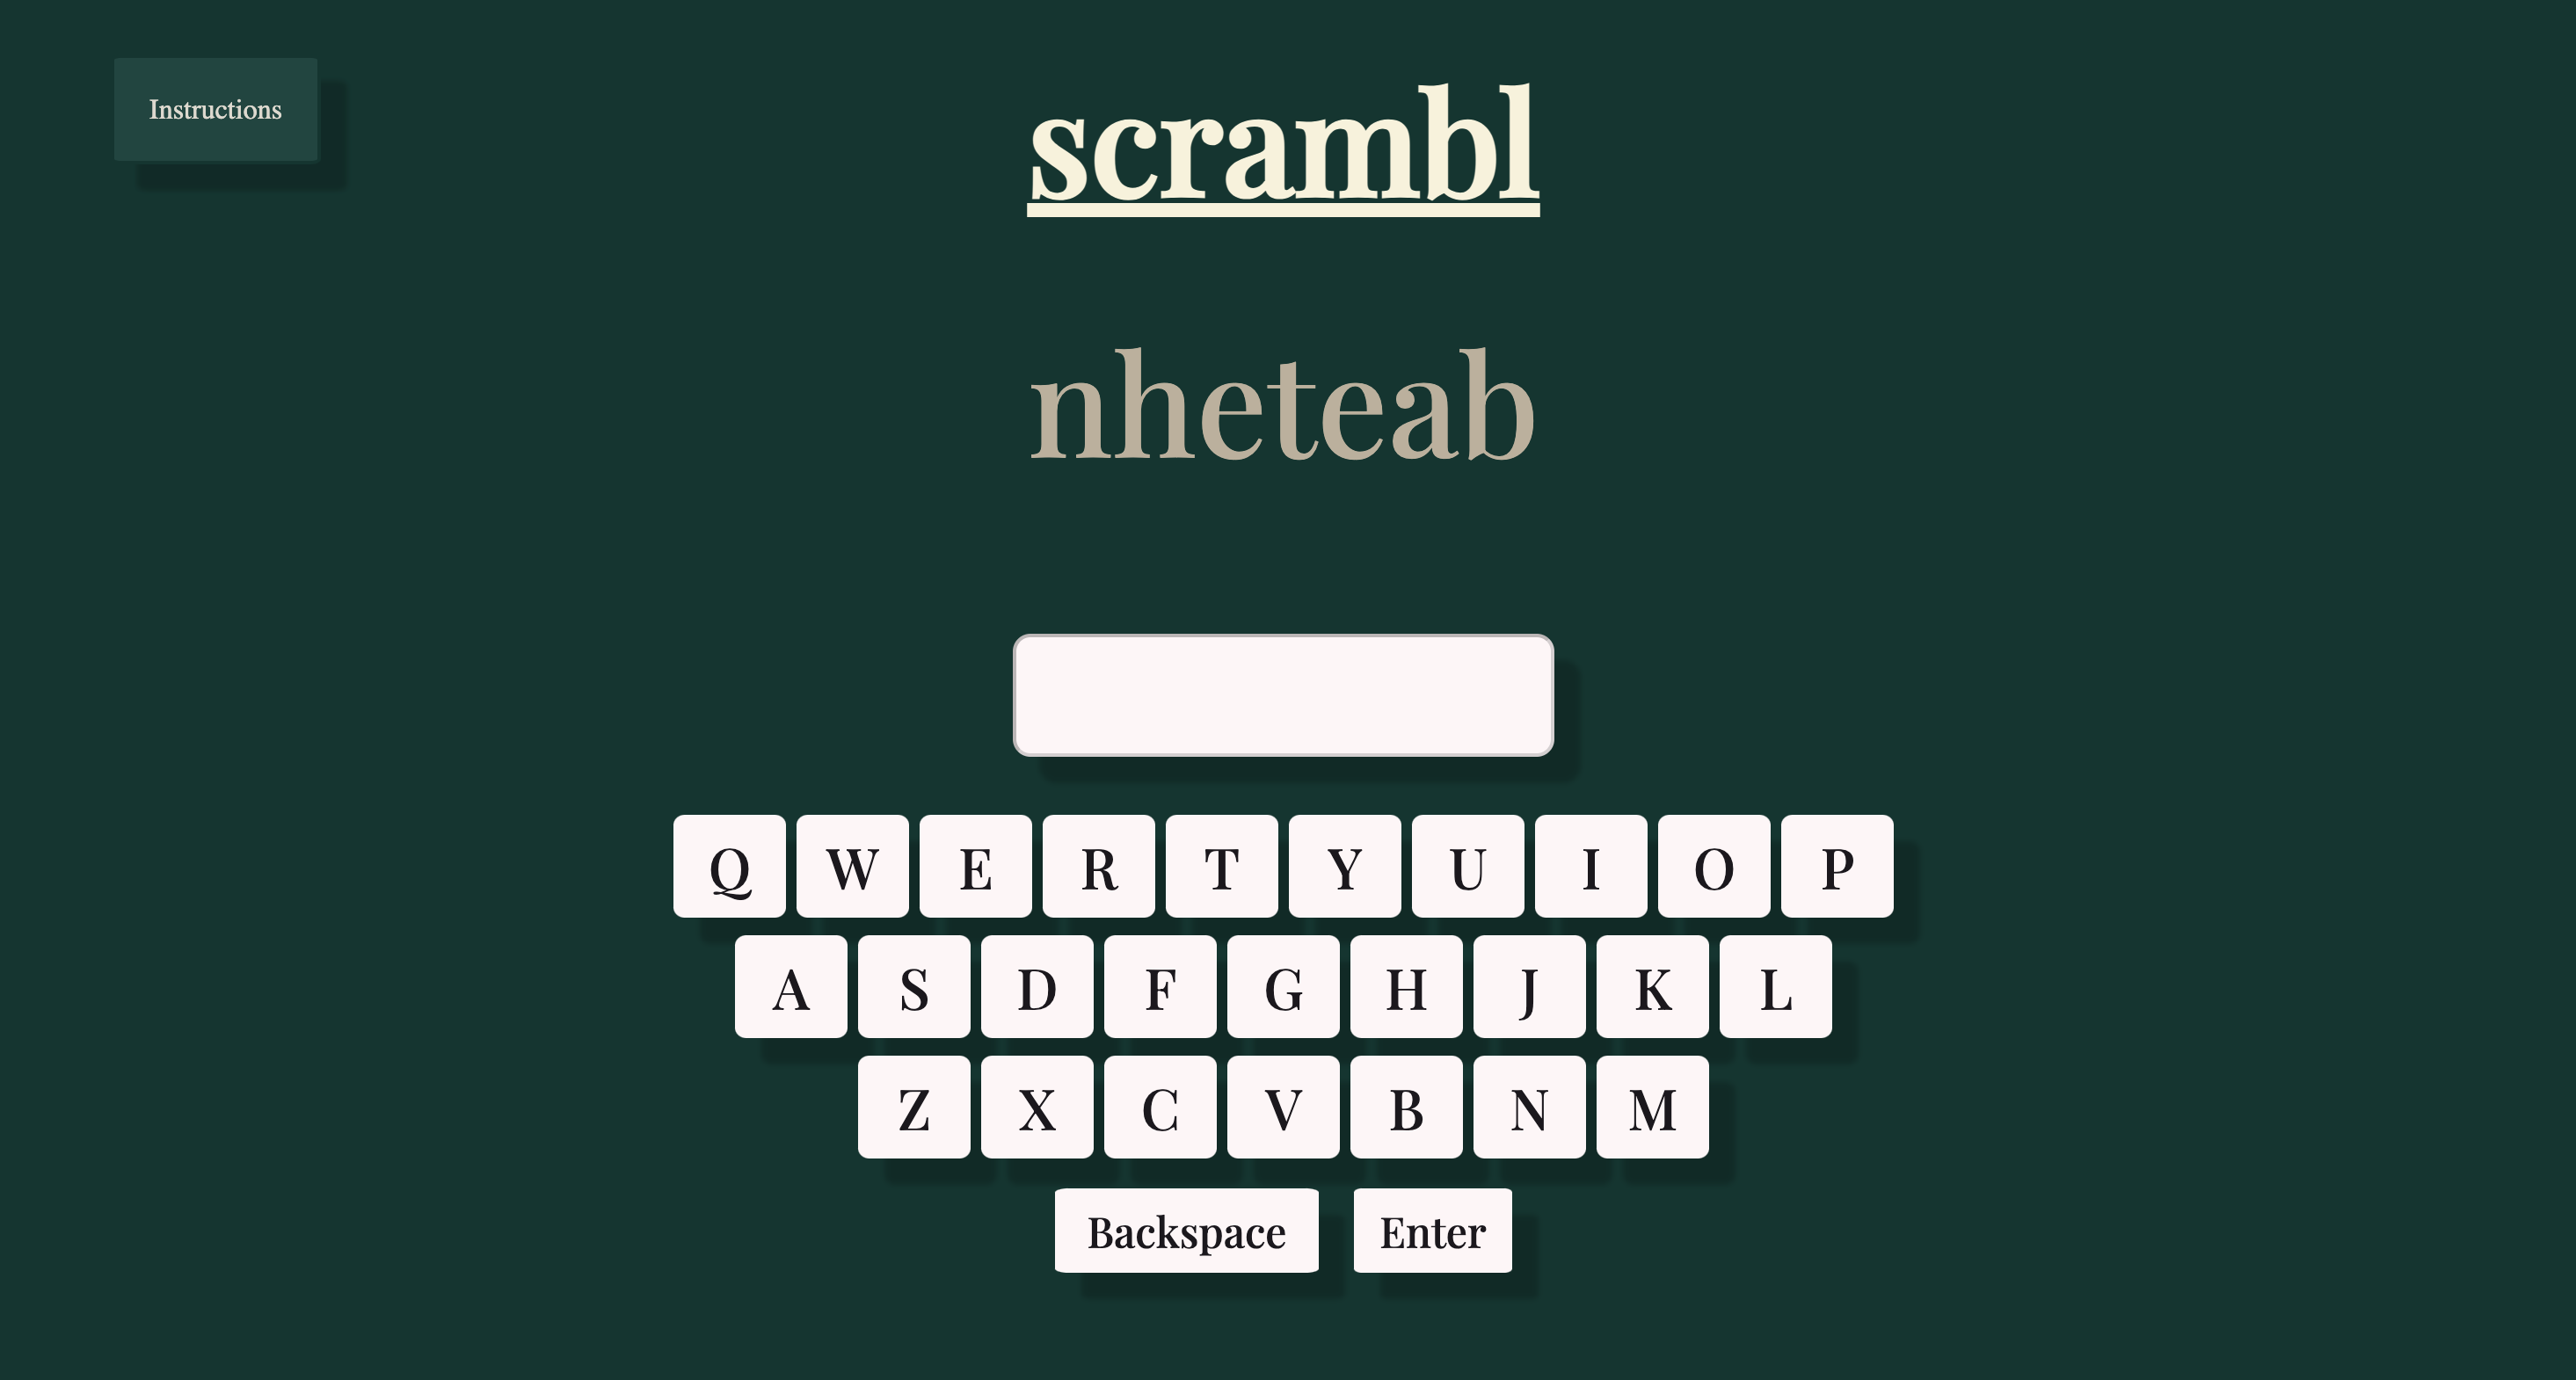 Instructions
scrambl
nheteab
Q W E R T Y U I O P
A S D F G H J K L
Z X C V B N M
Backspace Enter